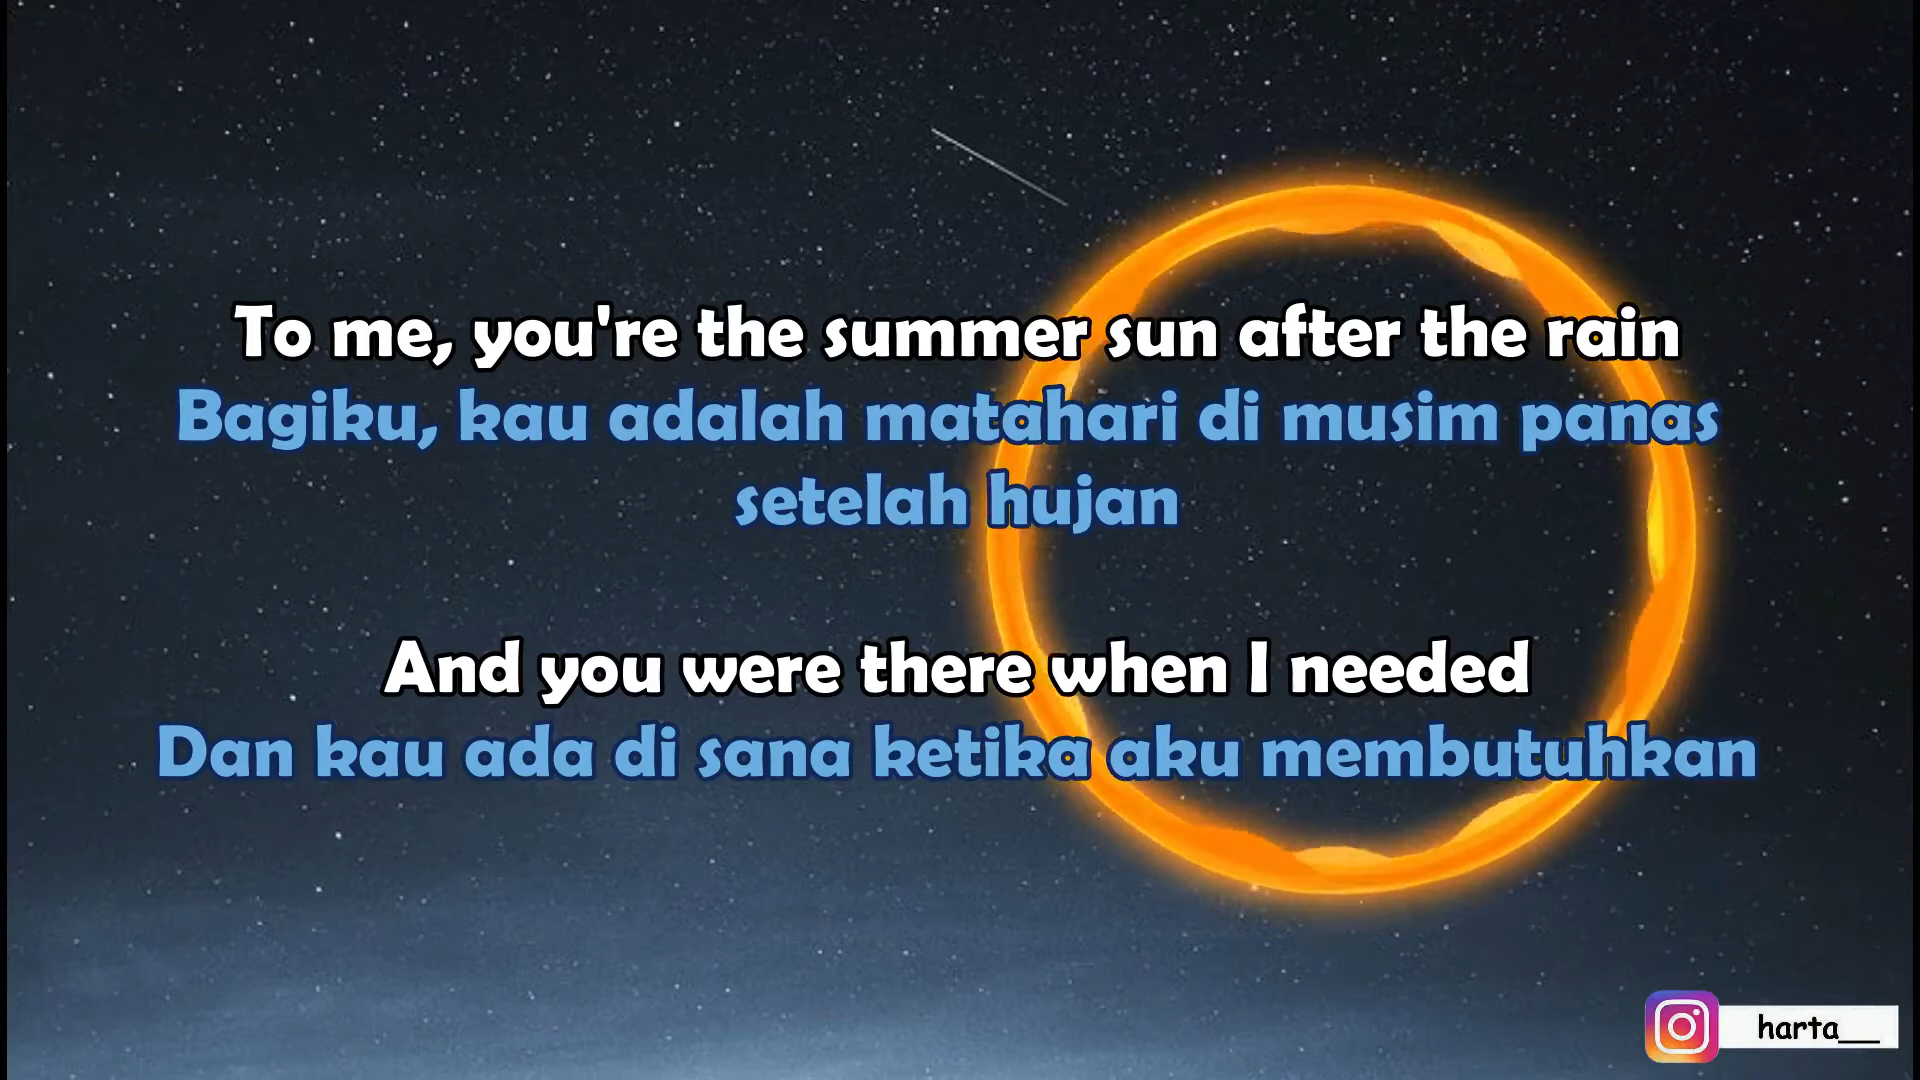 To me, you're the summer sun after the rain
Bagiku, kau adalah matahari di musim panas
setelah hujan
And you were there when I needed
Dan kau ada di sana ketika aku membutuhkan
harta__